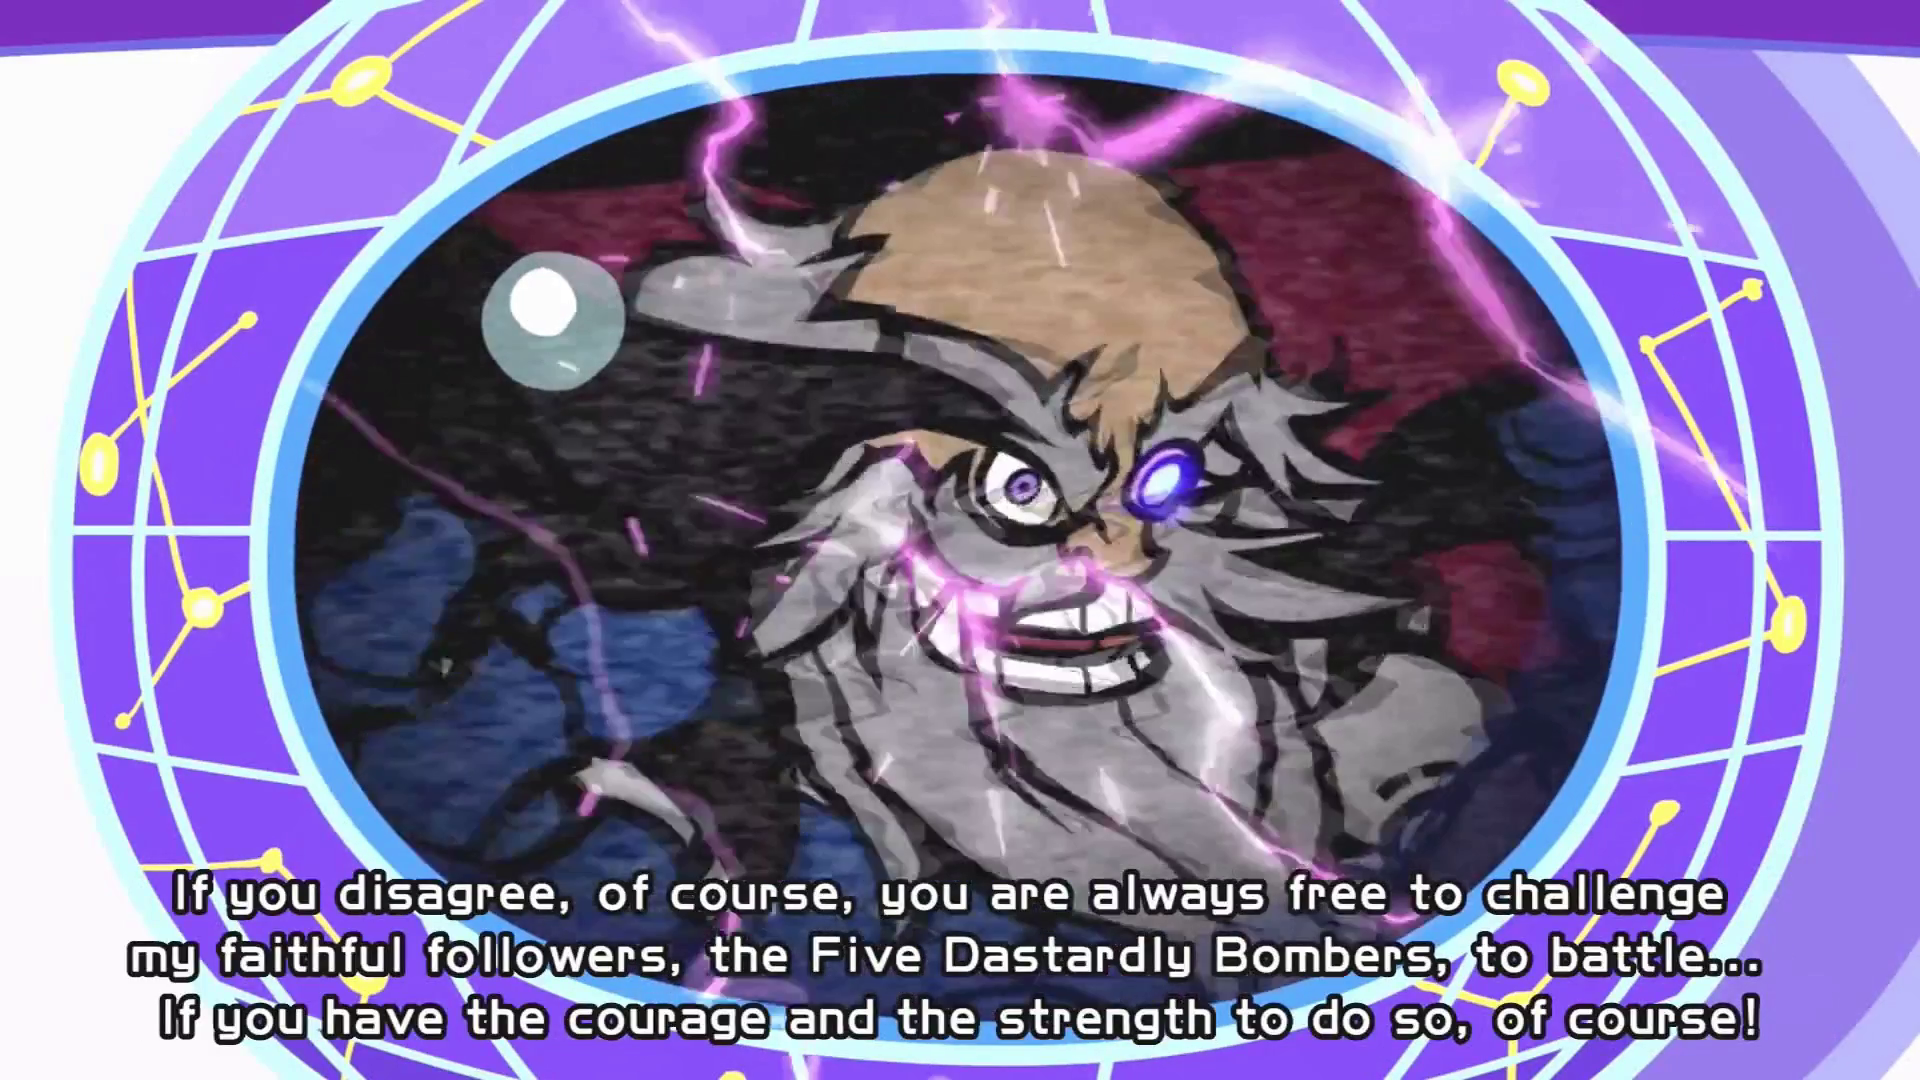 If you disagree, of course, you are always free to challenge
my faithful followers, the Five Dastardly Bombers, to battle...
If you have the courage and the strength to do so, of course!